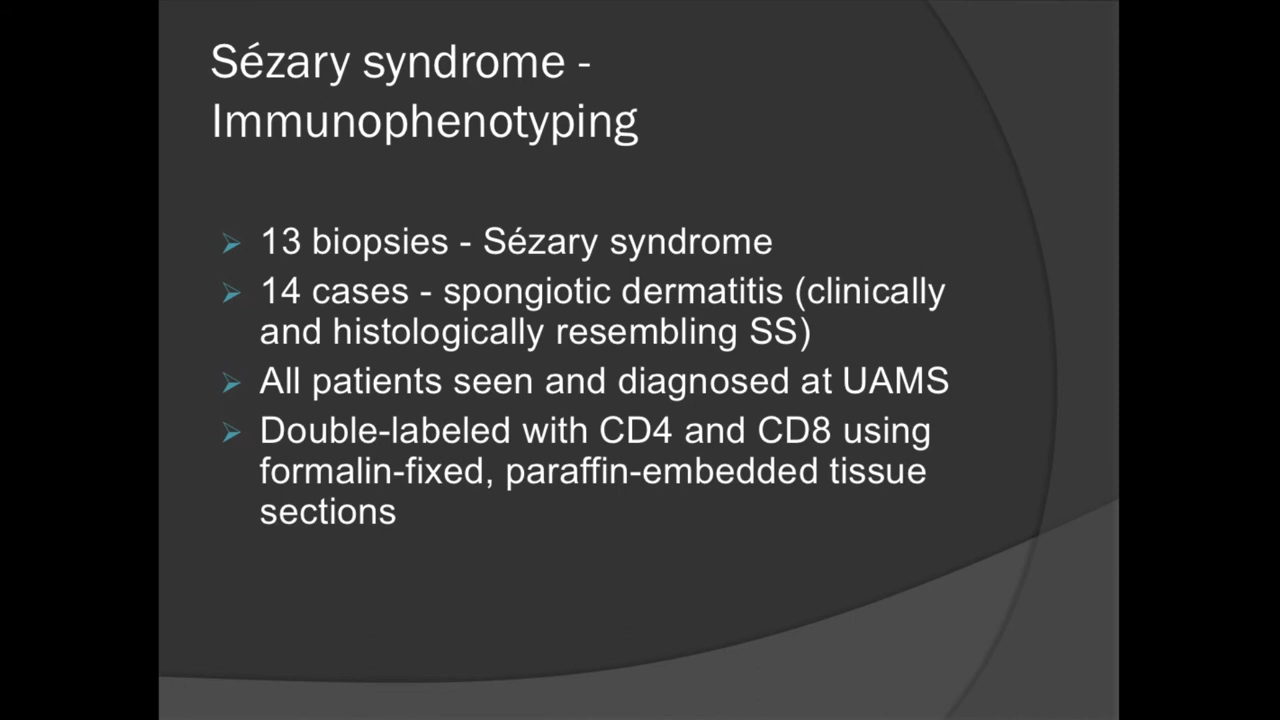 Sézary syndrome -
Immunophenotyping
13 biopsies - Sézary syndrome
14 cases - spongiotic dermatitis (clinically
and histologically resembling SS)
All patients seen and diagnosed at UAMS
Double-labeled with CD4 and CD8 using
formalin-fixed, paraffin-embedded tissue
sections